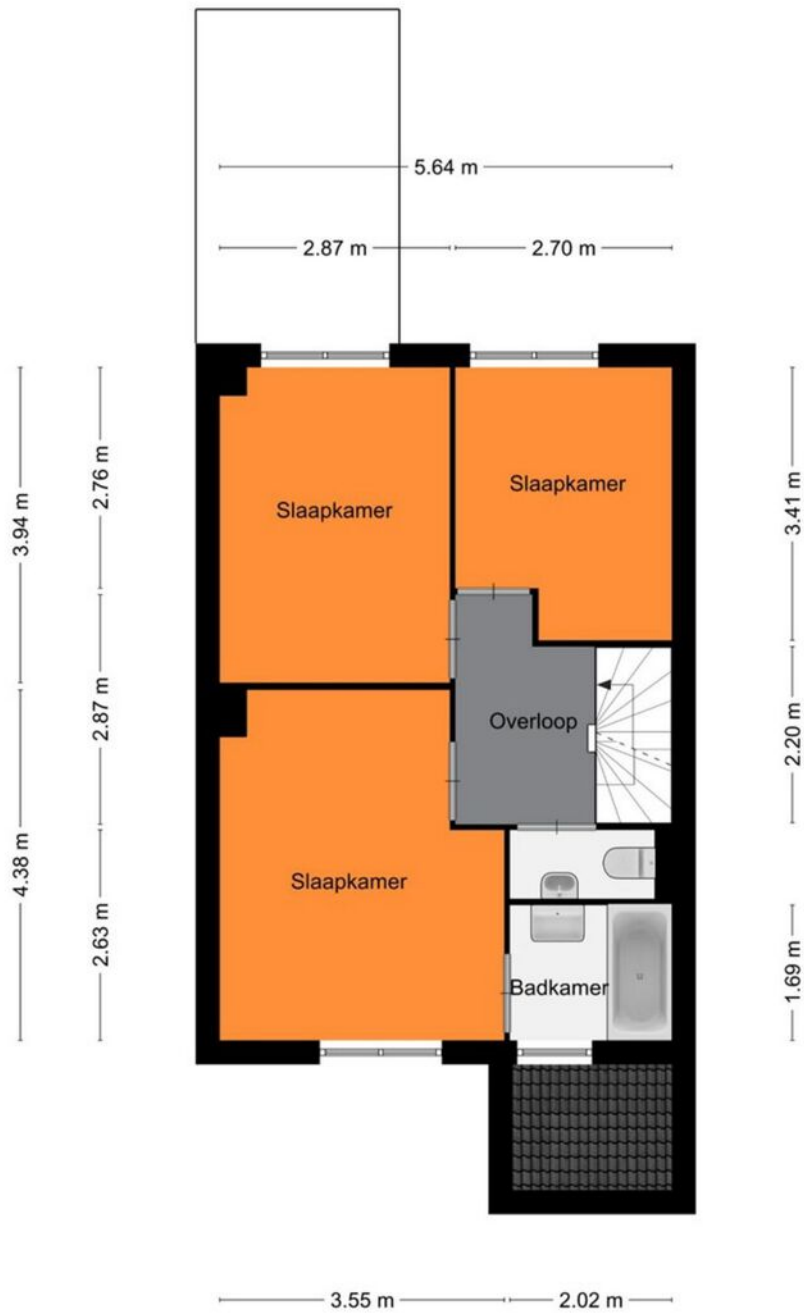 5.64 m
2.87 m
2.70 m
3.94 m
2.76 m
3.41 m
Slaapkamer
Slaapkamer
2.87 m
2.20 m
Overloop
4.38 m
Slaapkamer
2.63 m
1.69 m
Badkamer
3.55 m
2.02 m